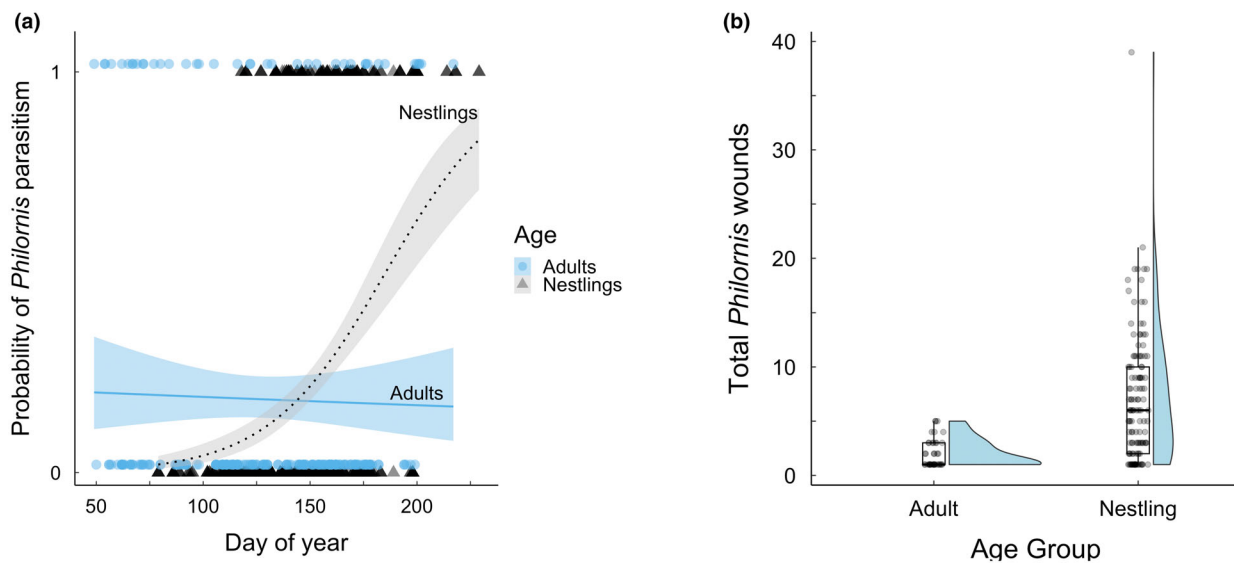 (a)
Probability of Philornis parasitism
1
0
Nestlings
Adults
50
100
150
200
Day of year
Age
Adults
Nestlings
(b)
Total Philornis wounds
40
30
20
10
0
Adult
Nestling
Age Group